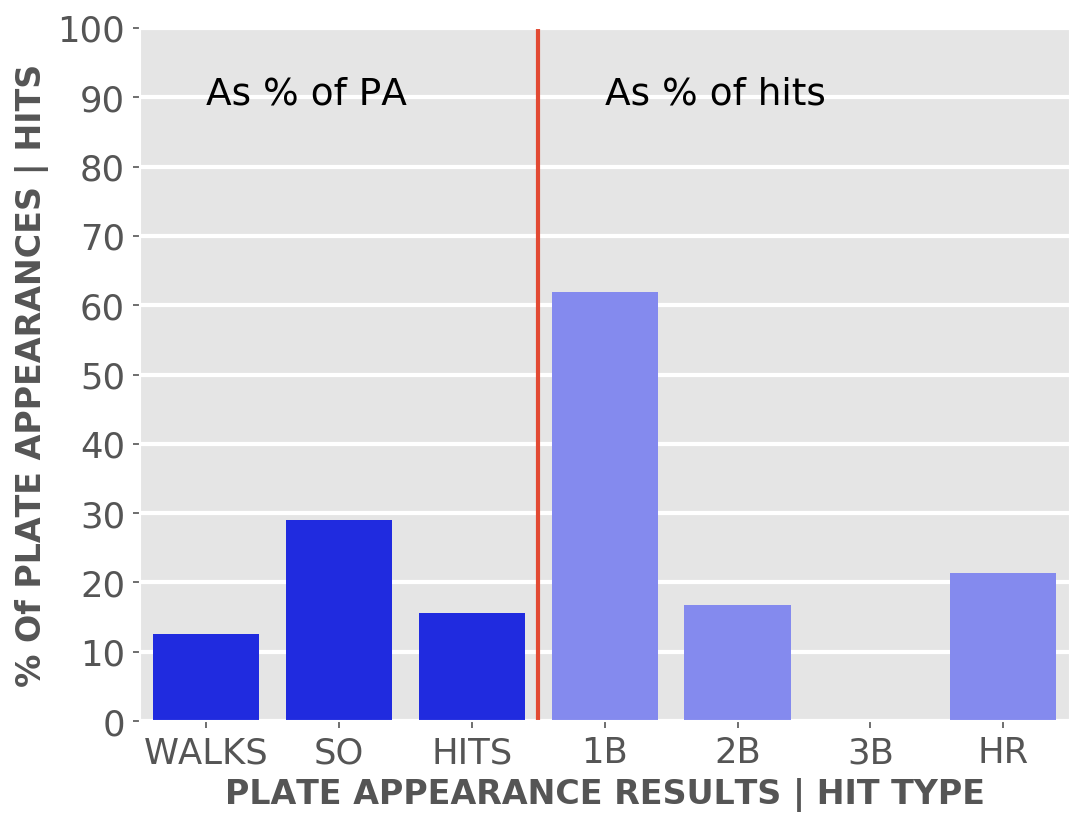 100
90
80
70
60
50
40
30
20
10
0
% Of PLATE APPEARANCES | HITS
As % of PA
As % of hits
WALKS SO HITS 1B 2B 3B HR
PLATE APPEARANCE RESULTS | HIT TYPE